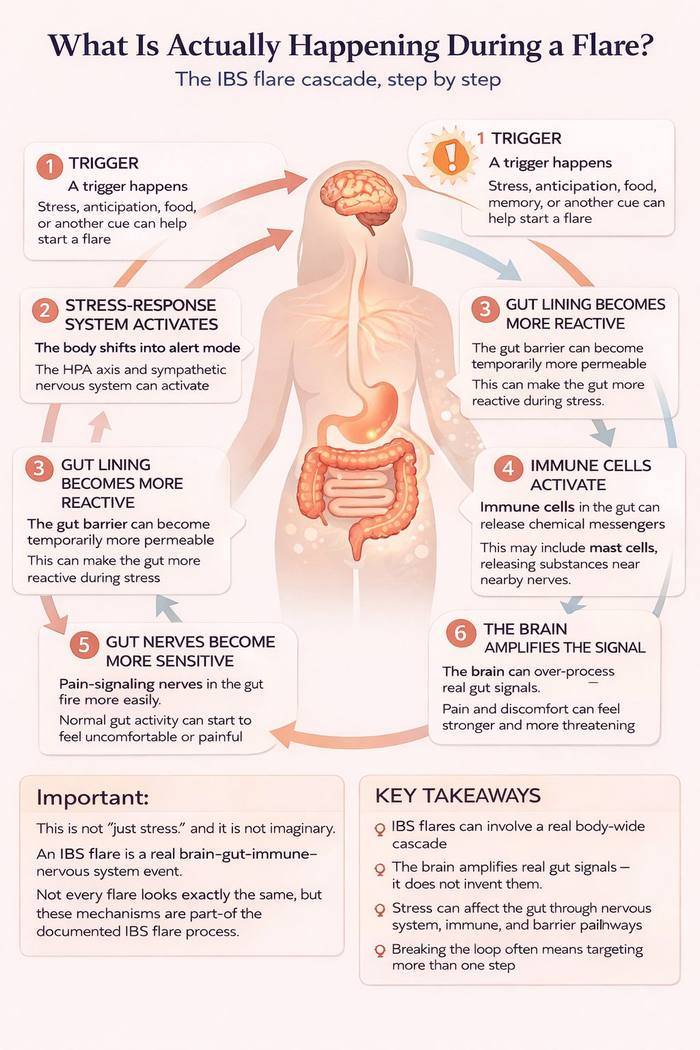 What Is Actually Happening During a Flare?
The IBS flare cascade, step by step
1 TRIGGER
A trigger happens
Stress, anticipation, food,
or another cue can help
start a flare
1 TRIGGER
A trigger happens
Stress, anticipation, food,
memory, or another cue can
help start a flare
2 STRESS-RESPONSE
SYSTEM ACTIVATES
The body shifts into alert mode
The HPA axis and sympathetic
nervous system can activate
3 GUT LINING BECOMES
MORE REACTIVE
The gut barrier can become
temporarily more permeable
This can make the gut more
reactive during stress.
3 GUT LINING
BECOMES MORE
REACTIVE
The gut barrier can become
temporarily more permeable
This can make the gut more
reactive during stress
4 IMMUNE CELLS
ACTIVATE
Immune cells in the gut can
release chemical messengers
This may include mast cells,
releasing substances near
nearby nerves.
5 GUT NERVES BECOME
MORE SENSITIVE
Pain-signaling nerves in the gut
fire more easily.
Normal gut activity can start to
feel uncomfortable or painful
6 THE BRAIN
AMPLIFIES THE SIGNAL
The brain can over-process
real gut signals.
Pain and discomfort can feel
stronger and more threatening
Important:
This is not "just stress." and it is not imaginary.
An IBS flare is a real brain-gut-immune–
nervous system event.
Not every flare looks exactly the same, but
these mechanisms are part-of the
documented IBS flare process.
KEY TAKEAWAYS
IBS flares can involve a real body-wide
cascade
The brain amplifies real gut signals —
it does not invent them.
Stress can affect the gut through nervous
system, immune, and barrier pailhways
Breaking the loop often means targeting
more than one step